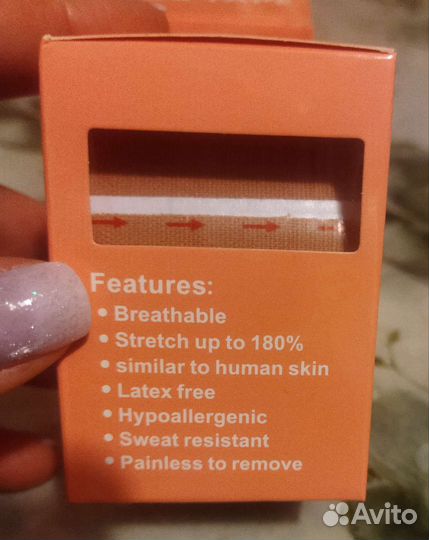 Features:
• Breathable
• Stretch up to 180%
• similar to human skin
• Latex free
• Hypoallergenic
• Sweat resistant
• Painless to remove
Avito